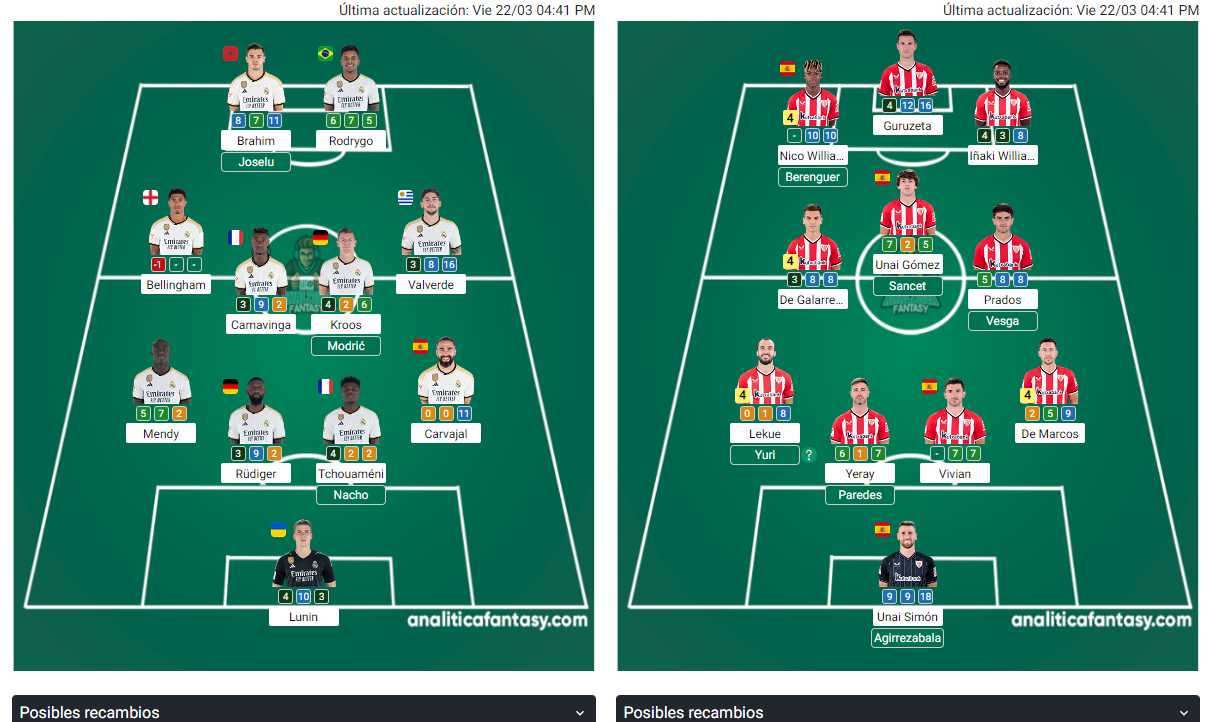 Última actualización: Vie 22/03 04:41 PM
8 7 11
Brahim
Joselu
6 7 5
Rodrygo
-1 - -
Bellingham
3 9 2
Camavinga
4 2 6
Kroos
Modrić
3 8 16
Valverde
5 7 2
Mendy
3 9 2
Rüdiger
4 2 2
Tchouaméni
Nacho
0 0 11
Carvajal
4 10 3
Lunin
analiticafantasy.com
Posibles recambios
Última actualización: Vie 22/03 04:41 PM
4
- 10 10
Nico Willia...
Berenguer
4 12 16
Guruzeta
4 3 8
Iñaki Willia...
4
3 8 8
De Galarre...
7 2 5
Unai Gómez
Sancet
5 8 8
Prados
Vesga
4
0 1 8
Lekue
Yuri ?
6 1 7
Yeray
Paredes
- 7 7
Vivian
4
2 5 9
De Marcos
9 9 18
Unai Simón
Agirrezabala
analiticafantasy.com
Posibles recambios